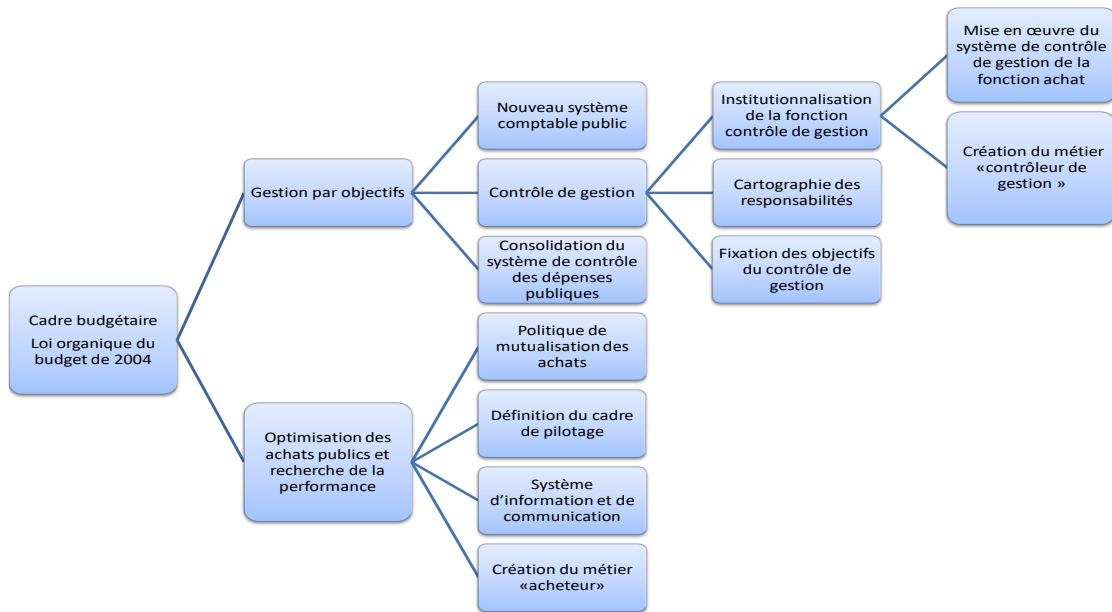 Cadre budgétaire
Loi organique du
budget de 2004
Gestion par objectifs
Nouveau système
comptable public
Contrôle de gestion
Institutionnalisation
de la fonction
contrôle de gestion
Mise en œuvre du
système de contrôle
de gestion de la
fonction achat
Création du métier
«contrôleur de
gestion »
Cartographie des
responsabilités
Fixation des objectifs
du contrôle de
gestion
Consolidation du
système de contrôle
des dépenses
publiques
Optimisation des
achats publics et
recherche de la
performance
Politique de
mutualisation des
achats
Définition du cadre
de pilotage
Système
d’information et de
communication
Création du métier
«acheteur»